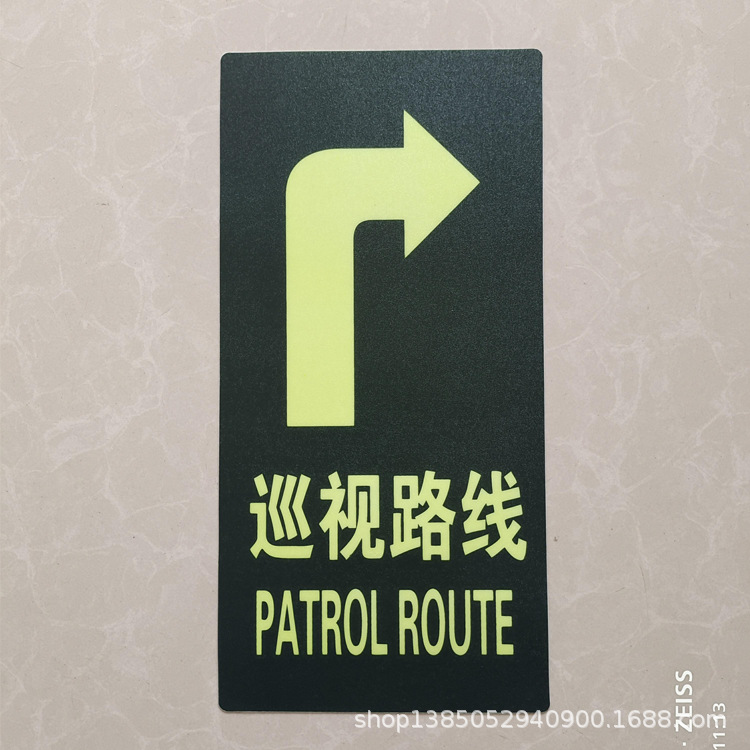 巡视路线
PATROL ROUTE
shop1385052940900.1688.com
ZEISS